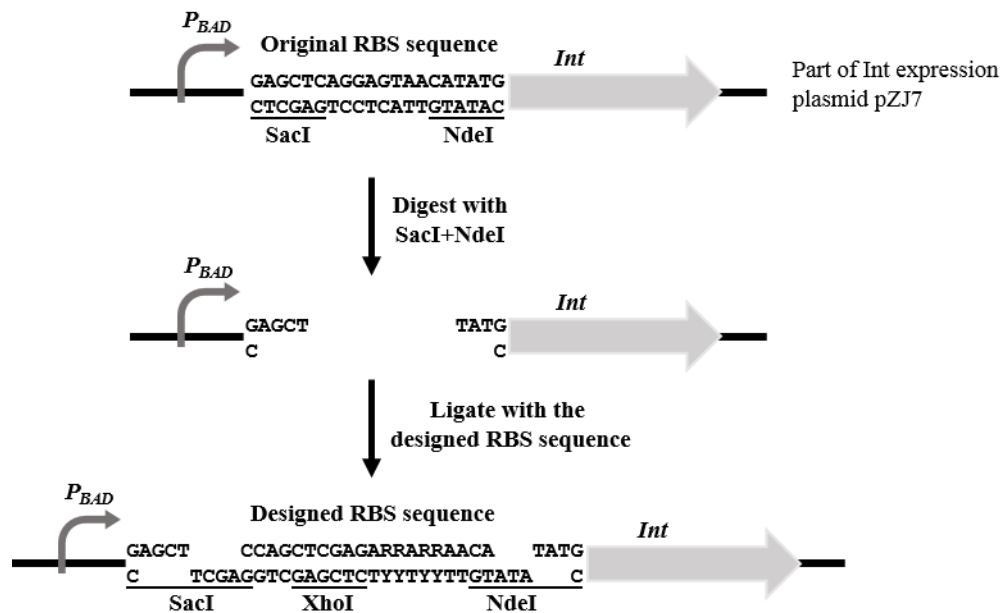 P_BAD
Original RBS sequence
Int
GAGCTCAGGAGTAACATATG
CTCGAGTCCTCATTGTATAC
SacI NdeI
Part of Int expression
plasmid pZJ7
Digest with
SacI+NdeI
P_BAD
Int
GAGCT TATG
C C
Ligate with the
designed RBS sequence
P_BAD
Designed RBS sequence
Int
GAGCT CCAGCTCGAGARRARRAACA TATG
C TCGAGGTCGAGCTCTYYTYYTTGTATA C
SacI XhoI NdeI